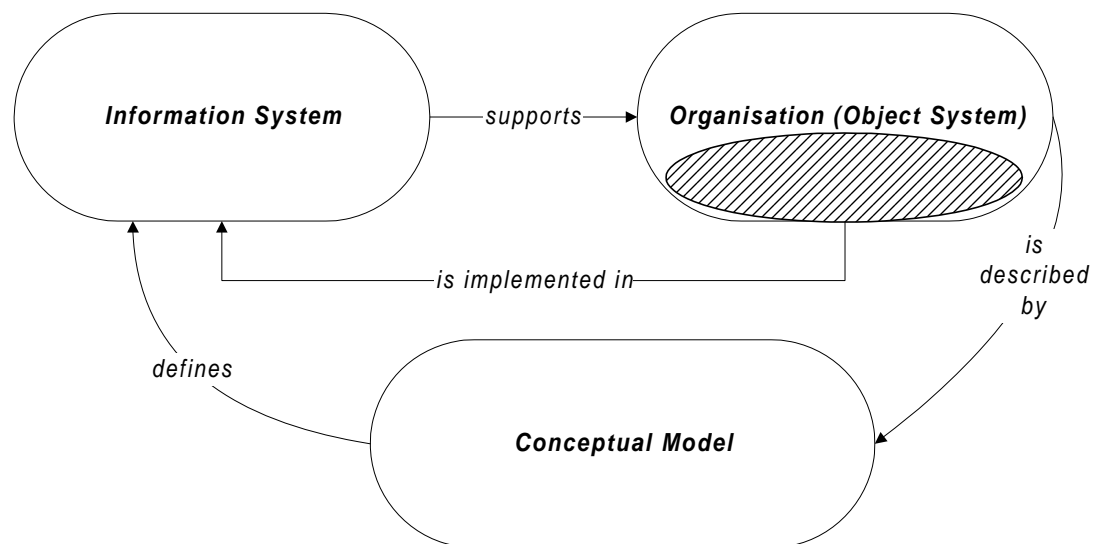 Information System
supports
Organisation (Object System)
is
described
by
is implemented in
defines
Conceptual Model